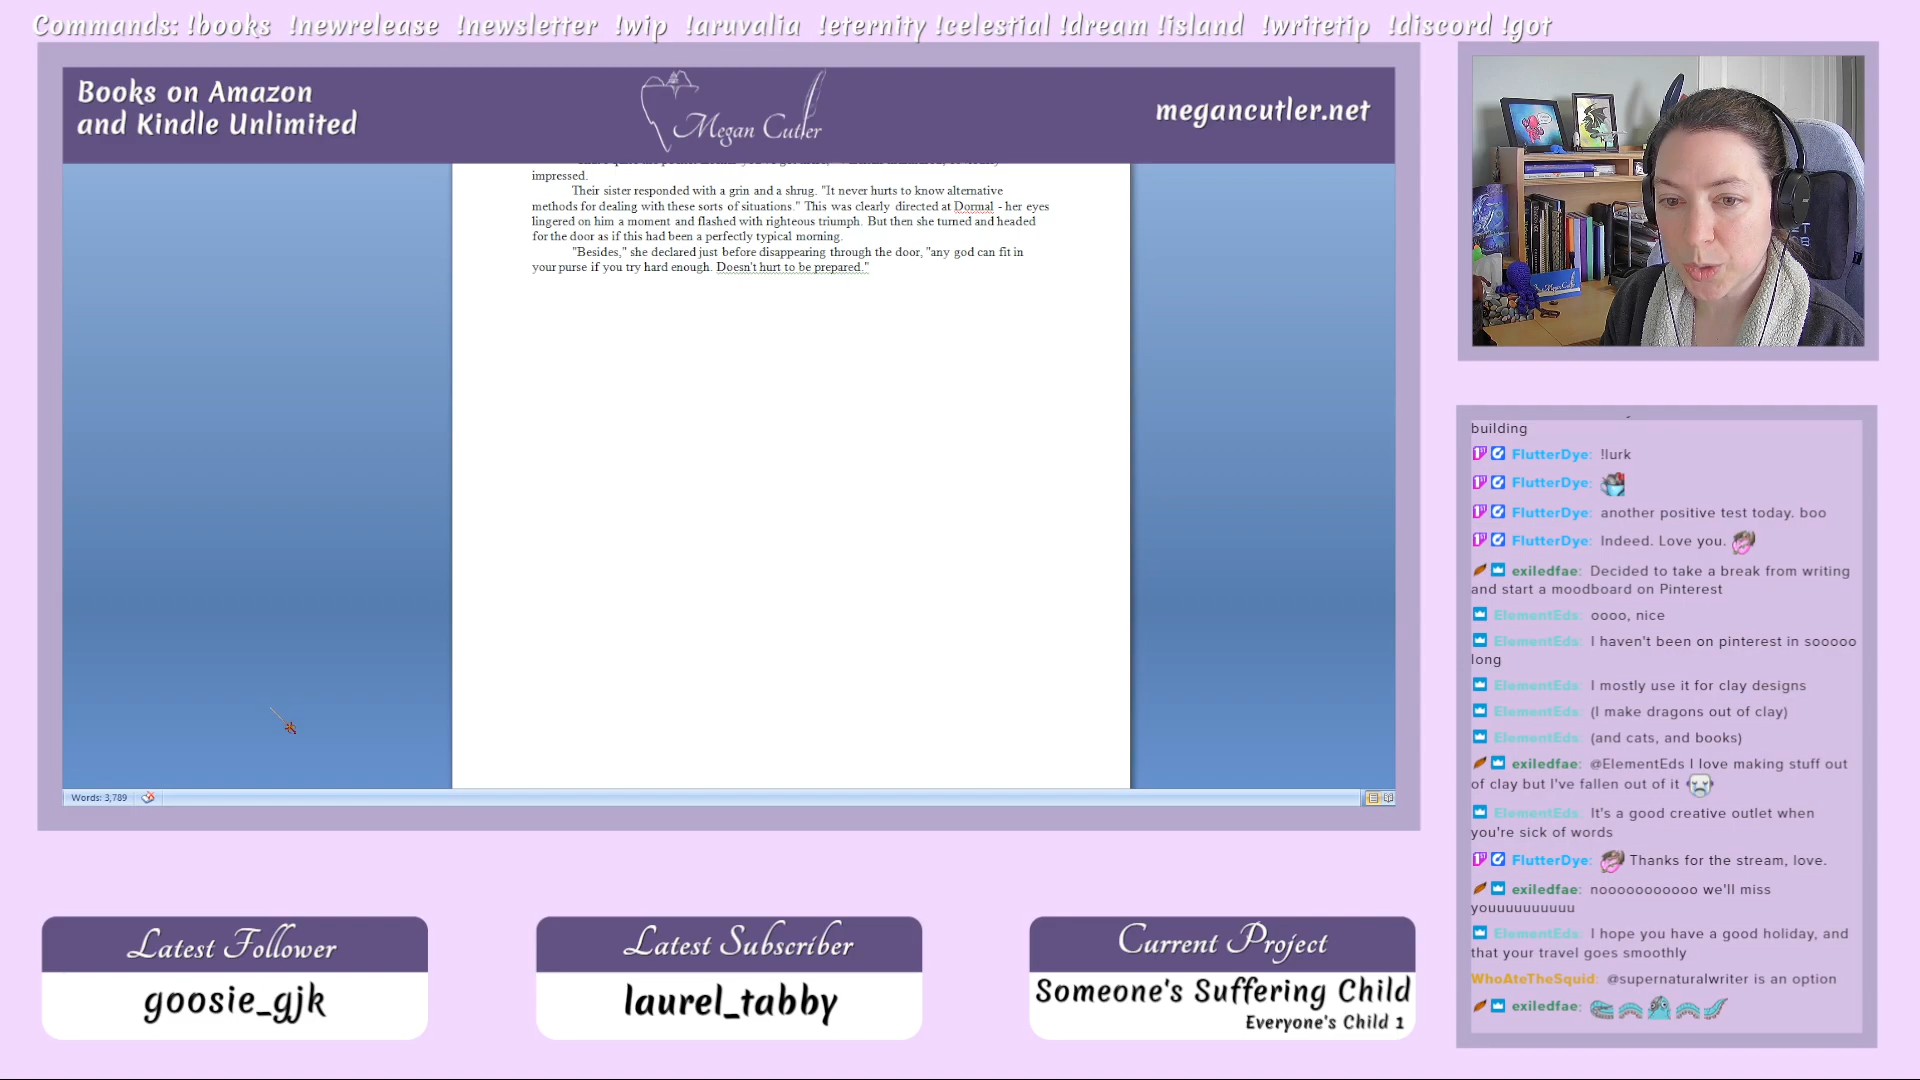 Commands: !books !newrelease !newsletter !wip !aruvalia !eternity !celestial !dream !island !writetip !discord !got
Books on Amazon
and Kindle Unlimited
Megan Cutler
megancutler.net
impressed.
Their sister responded with a grin and a shrug. "It never hurts to know alternative
methods for dealing with these sorts of situations." This was clearly directed at Dormal - her eyes
lingered on him a moment and flashed with righteous triumph. But then she turned and headed
for the door as if this had been a perfectly typical morning.
"Besides," she declared just before disappearing through the door, "any god can fit in
your purse if you try hard enough. Doesn't hurt to be prepared."
Words: 3,789
building
FlutterDye: !lurk
FlutterDye:
FlutterDye: another positive test today. boo
FlutterDye: Indeed. Love you.
exiledfae: Decided to take a break from writing
and start a moodboard on Pinterest
ElementEds: oooo, nice
ElementEds: I haven't been on pinterest in sooooo
long
ElementEds: I mostly use it for clay designs
ElementEds: (I make dragons out of clay)
ElementEds: (and cats, and books)
exiledfae: @ElementEds I love making stuff out
of clay but I've fallen out of it
ElementEds: It's a good creative outlet when
you're sick of words
FlutterDye: Thanks for the stream, love.
exiledfae: nooooooooooo we'll miss
youuuuuuuuuu
ElementEds: I hope you have a good holiday, and
that your travel goes smoothly
WhoAteTheSquid: @supernaturalwriter is an option
exiledfae:
Latest Follower
goosie_gjk
Latest Subscriber
laurel_tabby
Current Project
Someone's Suffering Child
Everyone's Child 1